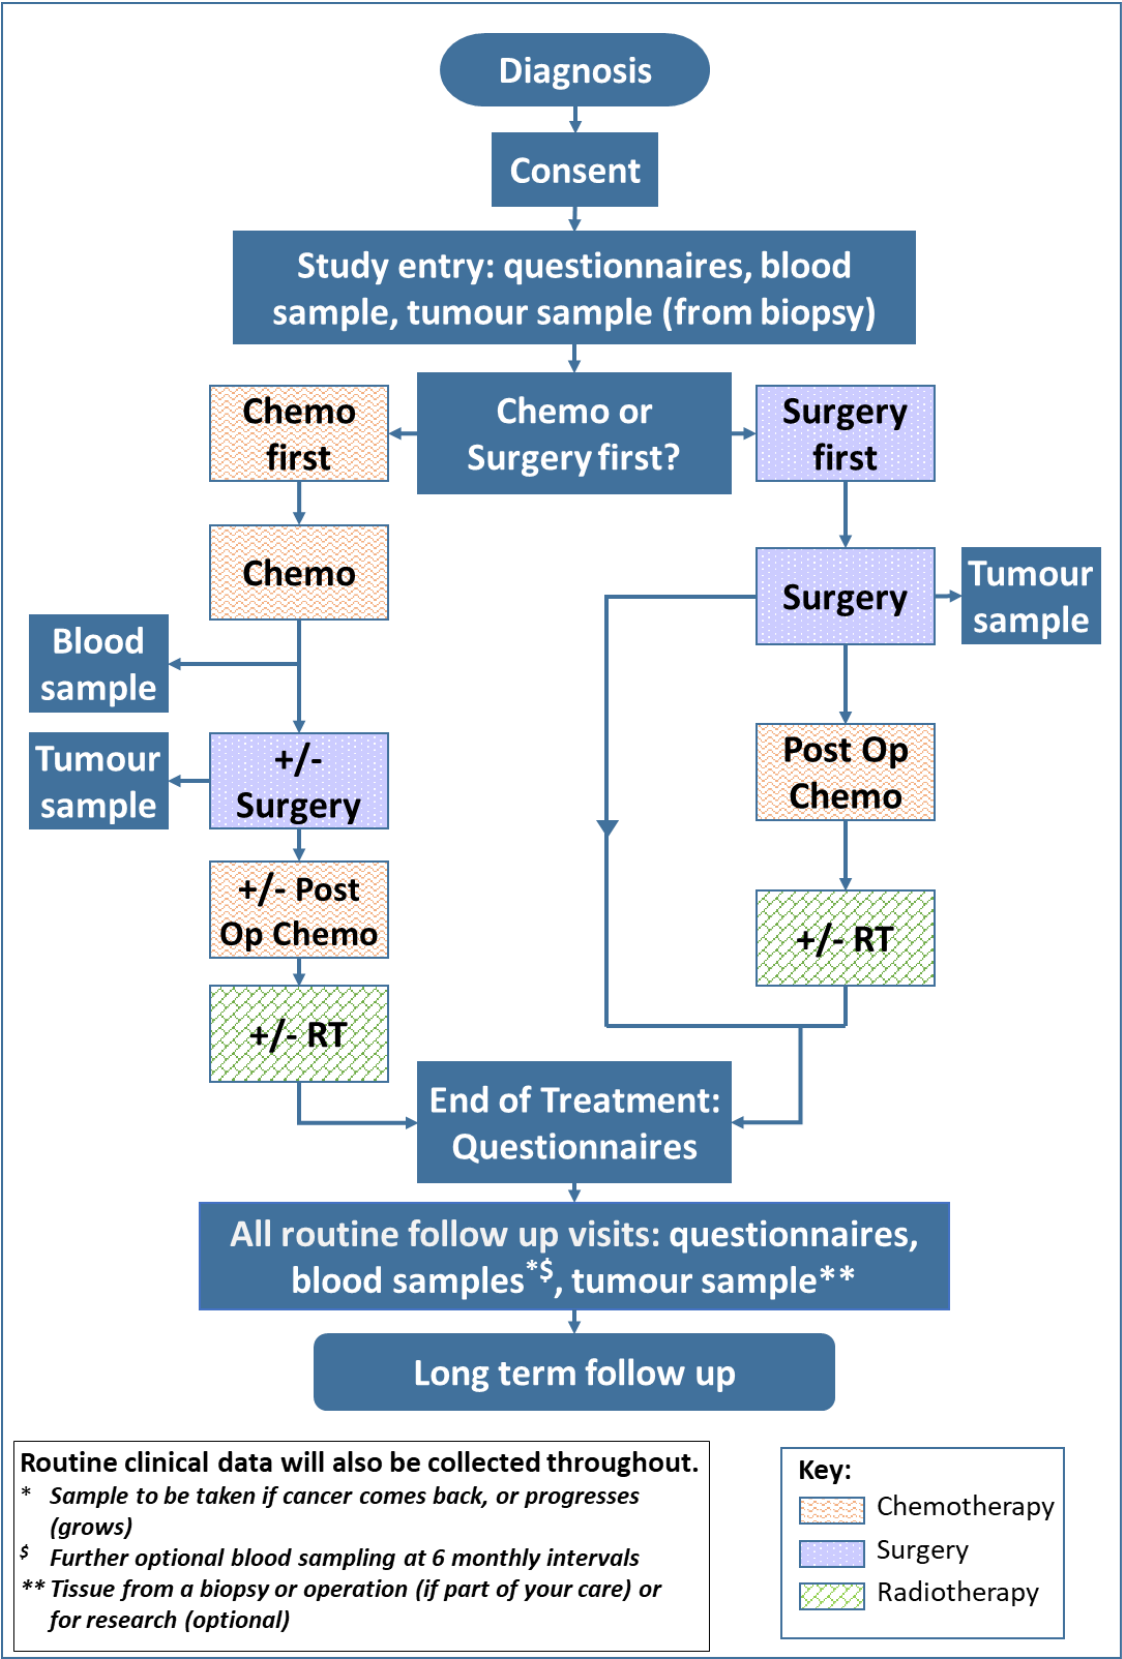 Diagnosis
Consent
Study entry: questionnaires, blood
sample, tumour sample (from biopsy)
Chemo
first
Chemo or
Surgery first?
Surgery
first
Chemo
Surgery
Tumour
sample
Blood
sample
Tumour
sample
+/-
Surgery
Post Op
Chemo
+/- Post
Op Chemo
+/- RT
+/- RT
End of Treatment:
Questionnaires
All routine follow up visits: questionnaires,
blood samples*$, tumour sample**
Long term follow up
Routine clinical data will also be collected throughout.
* Sample to be taken if cancer comes back, or progresses
(grows)
$ Further optional blood sampling at 6 monthly intervals
** Tissue from a biopsy or operation (if part of your care) or
for research (optional)
Key:
Chemotherapy
Surgery
Radiotherapy